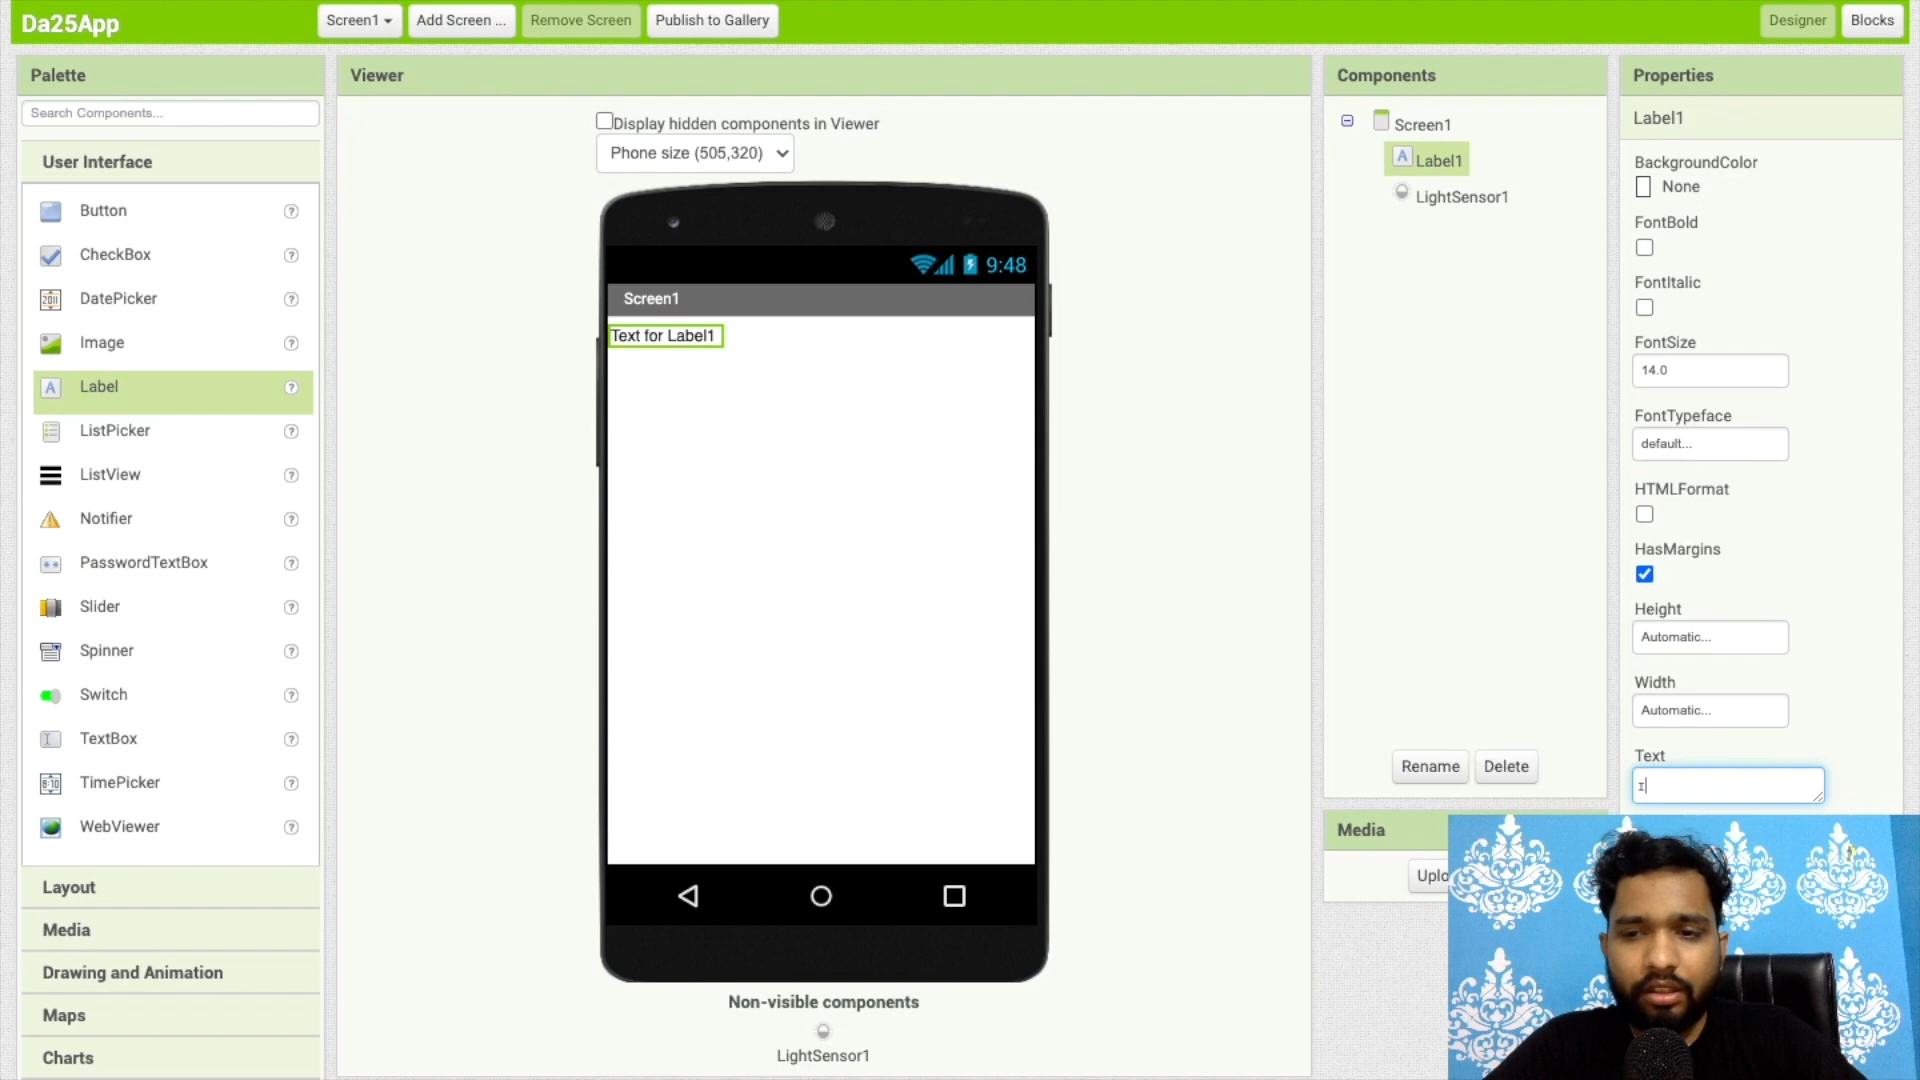 Da25App
Screen1
Add Screen ...
Remove Screen
Publish to Gallery
Designer
Blocks
Palette
Search Components...
User Interface
Button
?
CheckBox
?
2011
DatePicker
?
Image
?
A
Label
?
ListPicker
?
ListView
?
Notifier
?
PasswordTextBox
?
Slider
?
Spinner
?
Switch
?
TextBox
?
8:10
TimePicker
?
WebViewer
?
Layout
Media
Drawing and Animation
Maps
Charts
Viewer
Display hidden components in Viewer
Phone size (505,320)
9:48
Screen1
Text for Label1
Non-visible components
LightSensor1
Components
Screen1
A
Label1
LightSensor1
Rename
Delete
Media
Uplo
Properties
Label1
BackgroundColor
None
FontBold
FontItalic
FontSize
14.0
FontTypeface
default...
HTMLFormat
HasMargins
Height
Automatic...
Width
Automatic...
Text